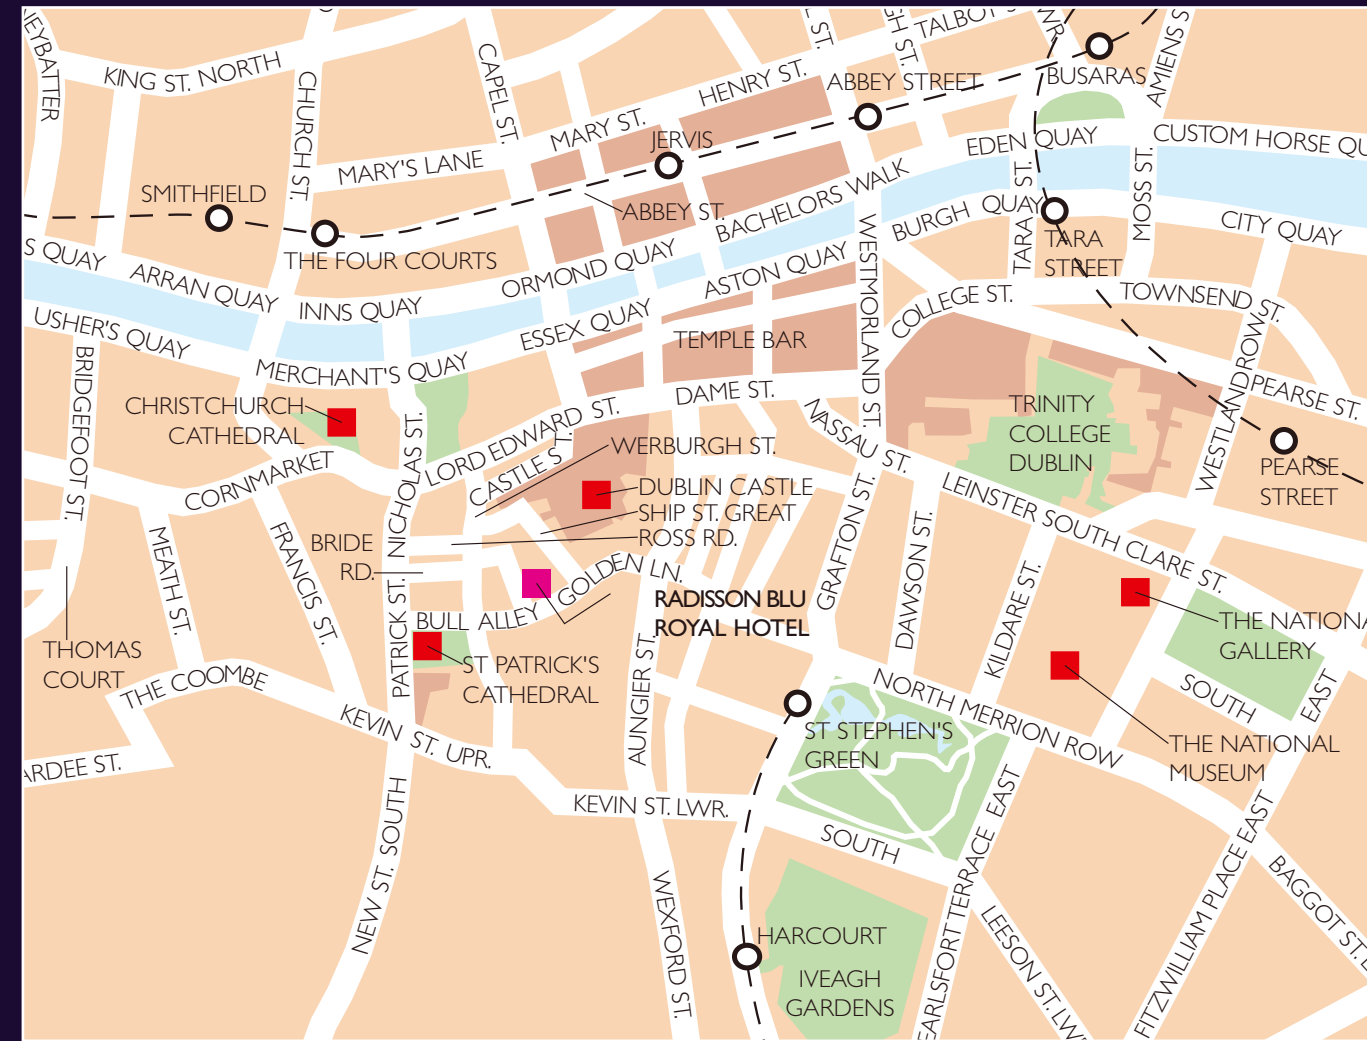 KING ST. NORTH
CHURCH ST.
CAPEL ST.
MARY ST.
HENRY ST.
TALBOT S
ABBEY STREET
BUSARAS
AMIENS S
JERVIS
MARY'S LANE
SMITHFIELD
THE FOUR COURTS
ABBEY ST.
BACHELORS WALK
EDEN QUAY
CUSTOM HORSE QU
BURGH QUAY
TARA ST.
MOSS ST.
CITY QUAY
TARA
STREET
S QUAY
ARRAN QUAY
INNS QUAY
ORMOND QUAY
ASTON QUAY
WESTMORLAND ST.
COLLEGE ST.
TOWNSEND ST.
USHER'S QUAY
MERCHANT'S QUAY
ESSEX QUAY
TEMPLE BAR
BRIDGEFOOT ST.
CHRISTCHURCH
CATHEDRAL
DAME ST.
NASSAU ST.
TRINITY
COLLEGE
DUBLIN
WESTLANDROW
PEARSE ST.
PEARSE
STREET
CORNMARKET
NICHOLAS ST.
LORD EDWARD ST.
CASTLE ST.
WERBURGH ST.
DUBLIN CASTLE
SHIP ST. GREAT
ROSS RD.
LEINSTER SOUTH CLARE ST.
GRAFTON ST.
DAWSON ST.
KILDARE ST.
MEATH ST.
FRANCIS ST.
BRIDE
RD.
GOLDEN LN.
BULL ALLEY
RADISSON BLU
ROYAL HOTEL
THE NATIONA
GALLERY
THOMAS
COURT
THE COOMBE
PATRICK ST.
ST PATRICK'S
CATHEDRAL
AUNGIER ST.
NORTH MERRION ROW
SOUTH
EAST
THE NATIONAL
MUSEUM
ARDEE ST.
KEVIN ST. UPR.
ST STEPHEN'S
GREEN
KEVIN ST. LWR.
SOUTH
EAST
NEW ST. SOUTH
WEXFORD ST.
HARCOURT
IVEAGH
GARDENS
EARLSFORT TERRACE
LEESON ST. LW
FITZWILLIAM PLACE EAST
BAGGOT ST.